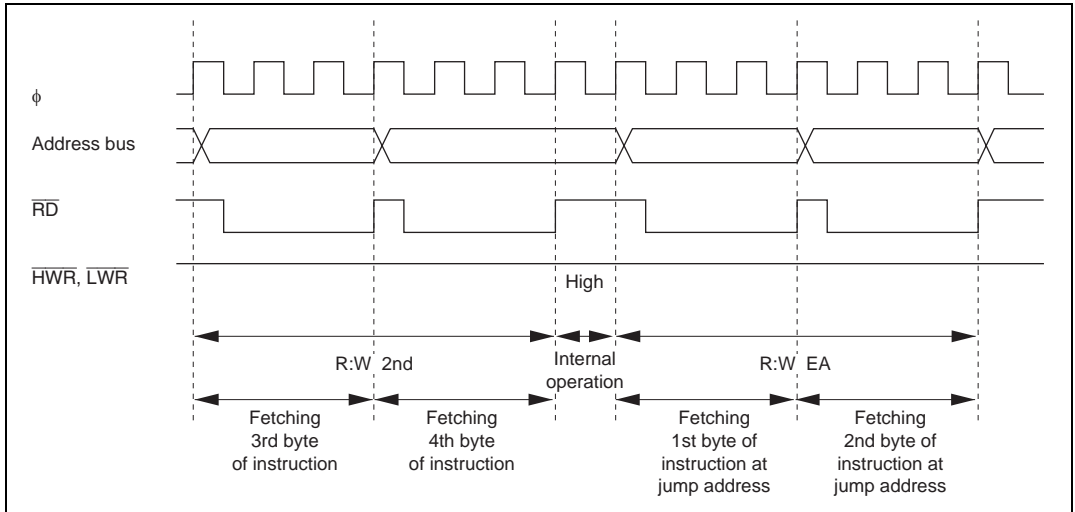 φ
Address bus
RD
HWR, LWR
High
R:W 2nd
Internal
operation
R:W EA
Fetching
3rd byte
of instruction
Fetching
4th byte
of instruction
Fetching
1st byte of
instruction at
jump address
Fetching
2nd byte of
instruction at
jump address